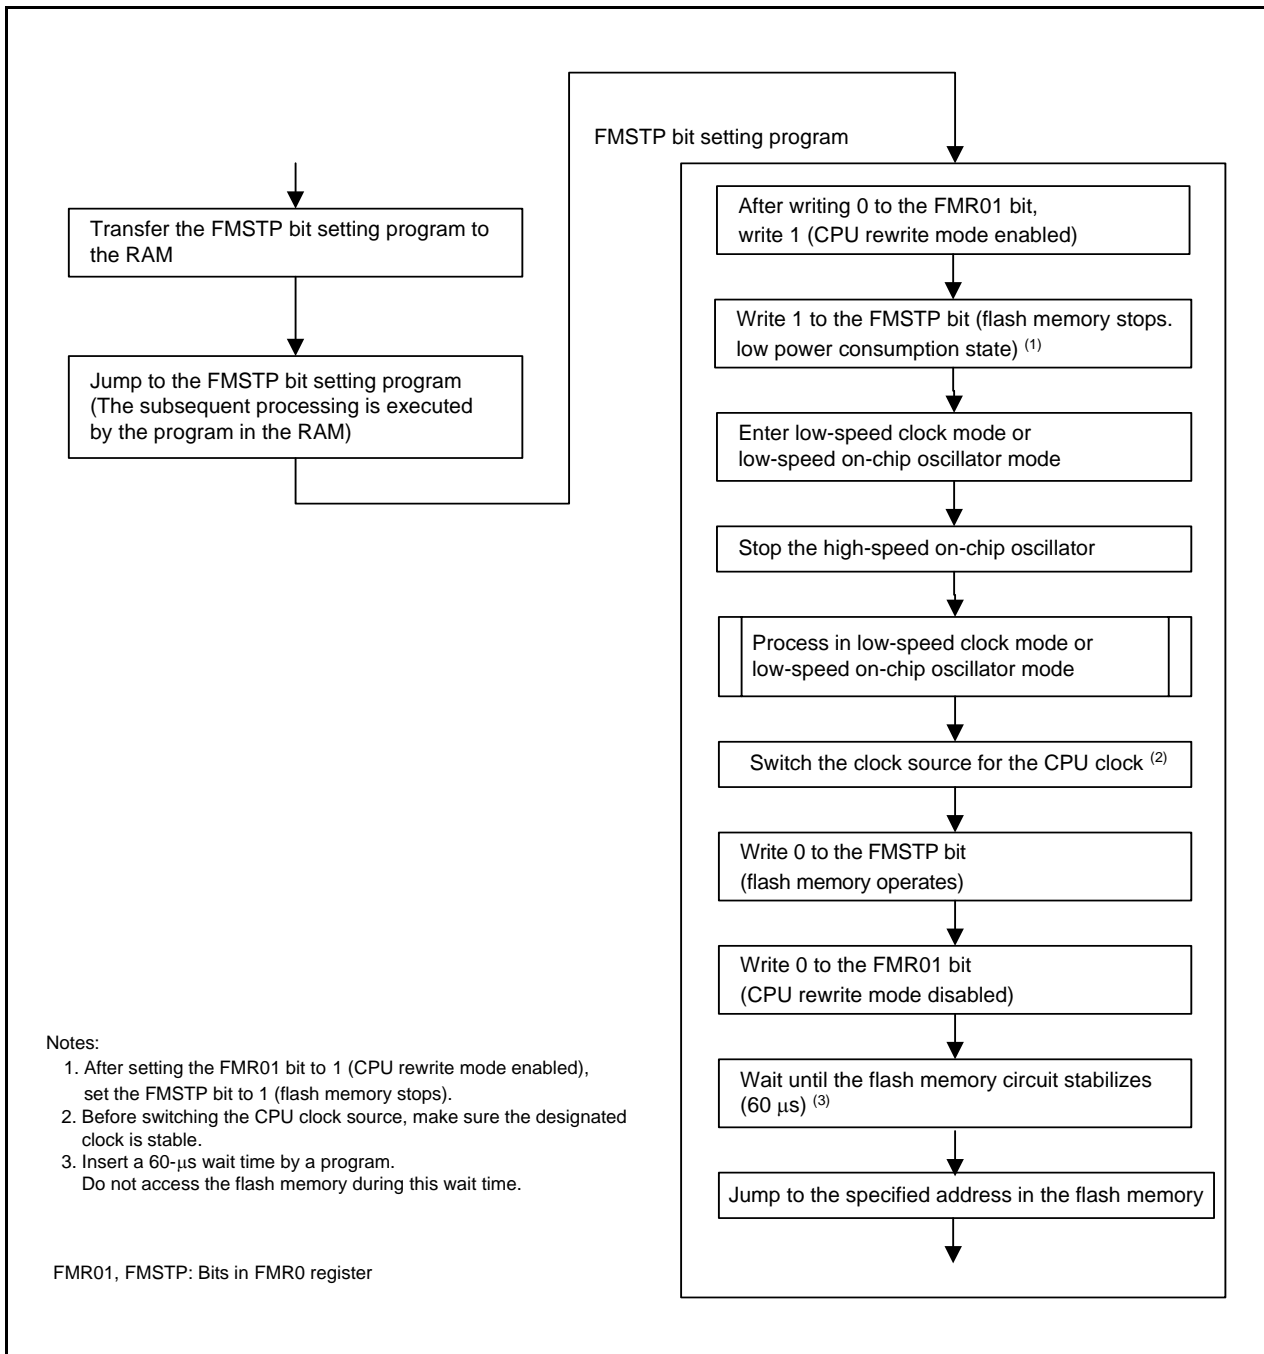 Transfer the FMSTP bit setting program to
the RAM
Jump to the FMSTP bit setting program
(The subsequent processing is executed
by the program in the RAM)
FMSTP bit setting program
After writing 0 to the FMR01 bit,
write 1 (CPU rewrite mode enabled)
Write 1 to the FMSTP bit (flash memory stops.
low power consumption state) (1)
Enter low-speed clock mode or
low-speed on-chip oscillator mode
Stop the high-speed on-chip oscillator
Process in low-speed clock mode or
low-speed on-chip oscillator mode
Switch the clock source for the CPU clock (2)
Write 0 to the FMSTP bit
(flash memory operates)
Write 0 to the FMR01 bit
(CPU rewrite mode disabled)
Wait until the flash memory circuit stabilizes
(60 μs) (3)
Jump to the specified address in the flash memory
Notes:
1. After setting the FMR01 bit to 1 (CPU rewrite mode enabled),
set the FMSTP bit to 1 (flash memory stops).
2. Before switching the CPU clock source, make sure the designated
clock is stable.
3. Insert a 60-μs wait time by a program.
Do not access the flash memory during this wait time.
FMR01, FMSTP: Bits in FMR0 register